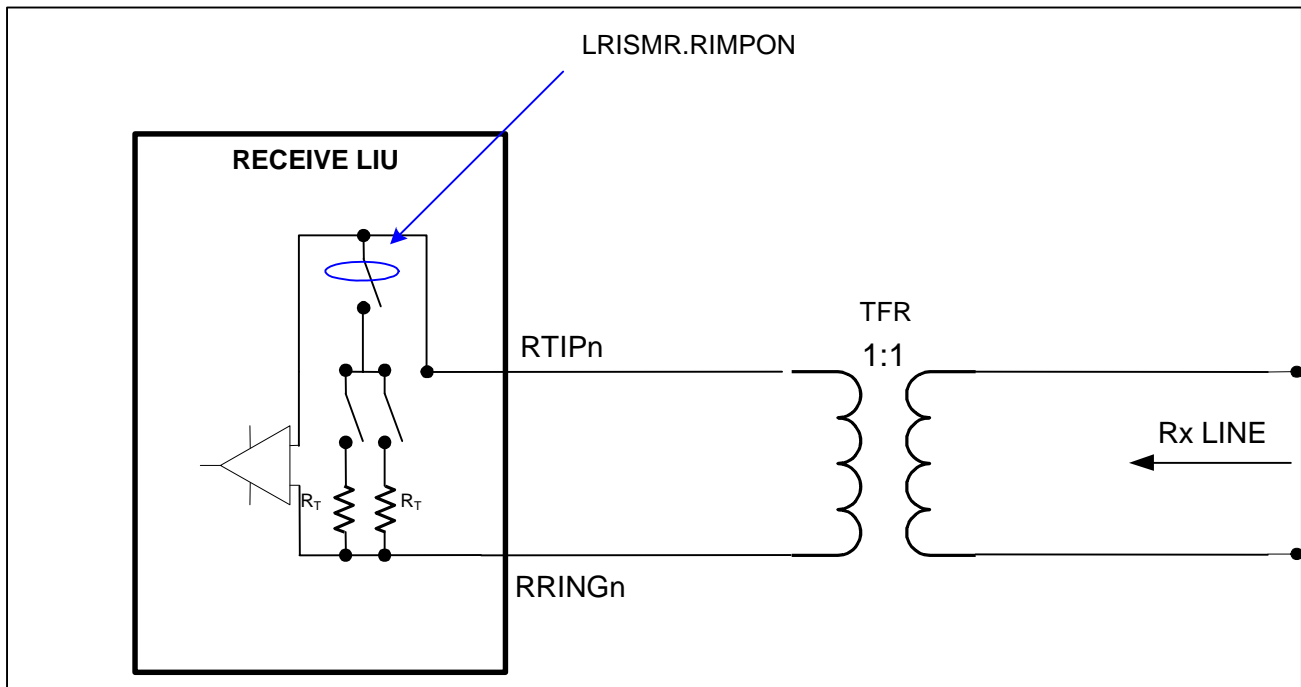 LRISMR.RIMPON
RECEIVE LIU
TFR
1:1
RTIPn
Rx LINE
RT
RT
RRINGn